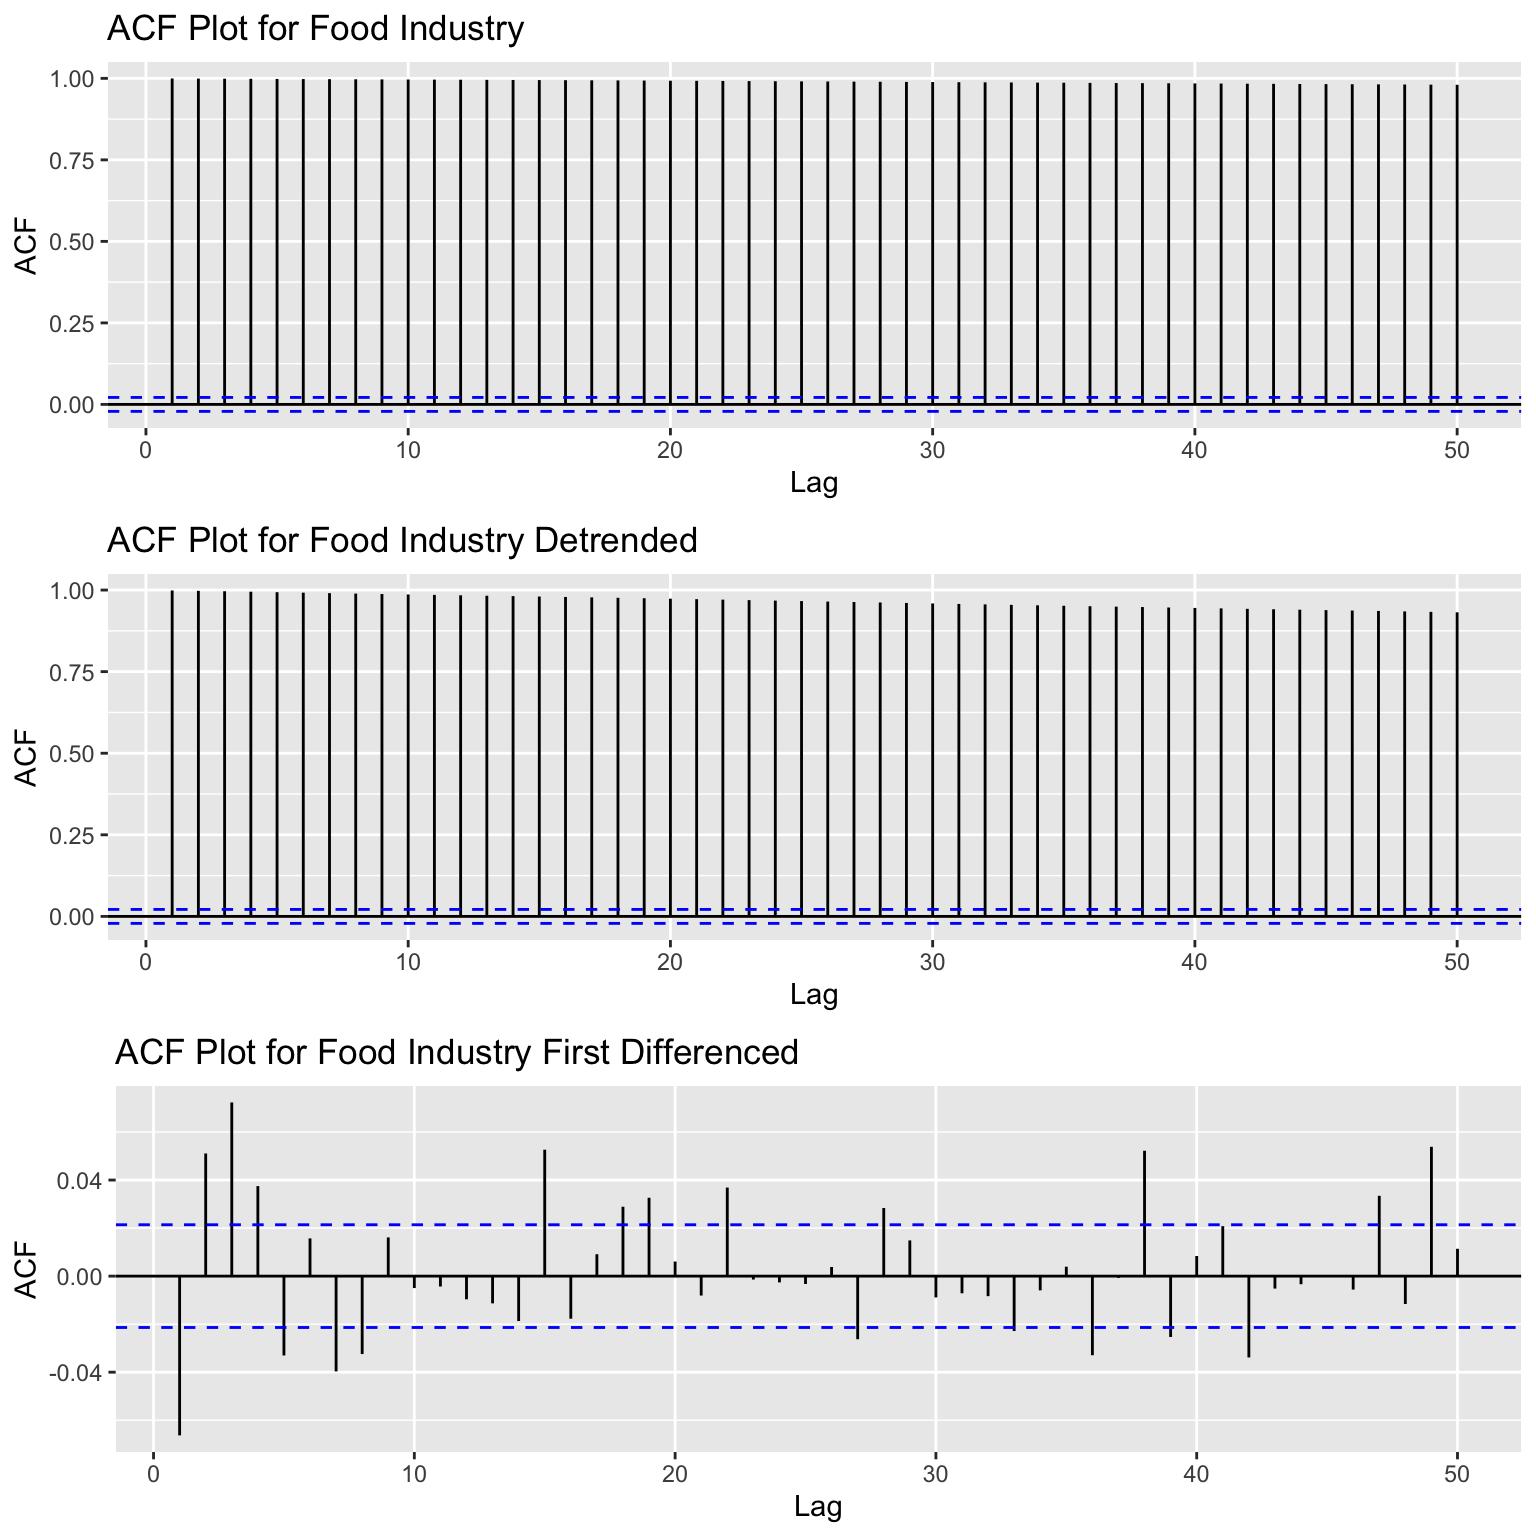 ACF Plot for Food Industry
1.00
0.75
0.50
0.25
0.00
ACF
0 10 20 30 40 50
Lag
ACF Plot for Food Industry Detrended
1.00
0.75
0.50
0.25
0.00
ACF
0 10 20 30 40 50
Lag
ACF Plot for Food Industry First Differenced
0.04
0.00
-0.04
ACF
0 10 20 30 40 50
Lag